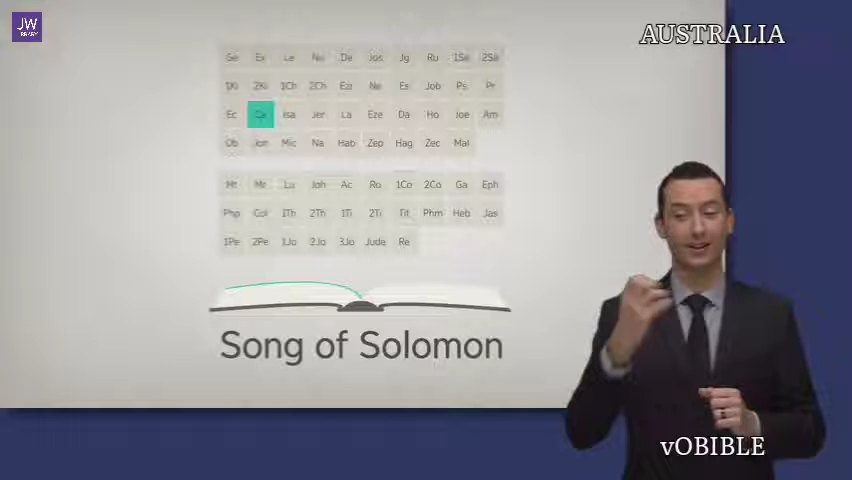 JW
LIBRARY
AUSTRALIA
Ge Ex Le Nu De Jos Jg Ru 1Sa 2Sa
1Ki 2Ki 1Ch 2Ch Ezr Ne Es Job Ps Pr
Ec Ca Isa Jer La Eze Da Ho Joe Am
Ob Jon Mic Na Hab Zep Hag Zec Mal
Mt Mr Lu Joh Ac Ro 1Co 2Co Ga Eph
Php Col 1Th 2Th 1Ti 2Ti Tit Phm Heb Jas
1Pe 2Pe 1Jo 2Jo 3Jo Jude Re
Song of Solomon
vOBIBLE